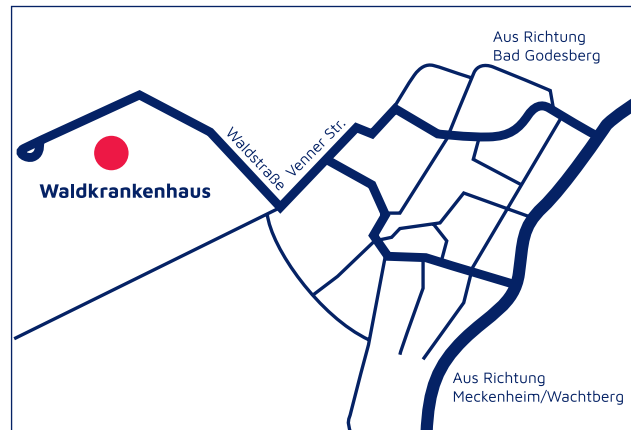 Aus Richtung
Bad Godesberg
Waldstraße
Venner Str.
Waldkrankenhaus
Aus Richtung
Meckenheim/Wachtberg